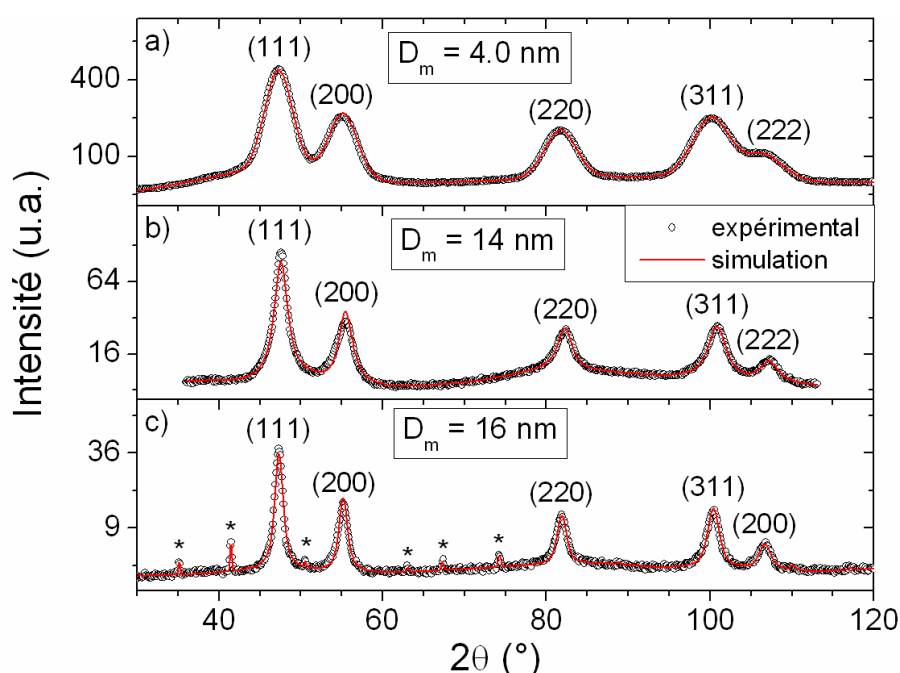 a)
(111)
D_m = 4.0 nm
(200)
(220)
(311)
(222)
400
100
b)
(111)
D_m = 14 nm
(200)
(220)
(311)
(222)
expérimental
simulation
64
16
c)
(111)
D_m = 16 nm
(200)
(220)
(311)
(200)
36
9
* * * * * *
Intensité (u.a.)
40 60 80 100 120
2θ (°)